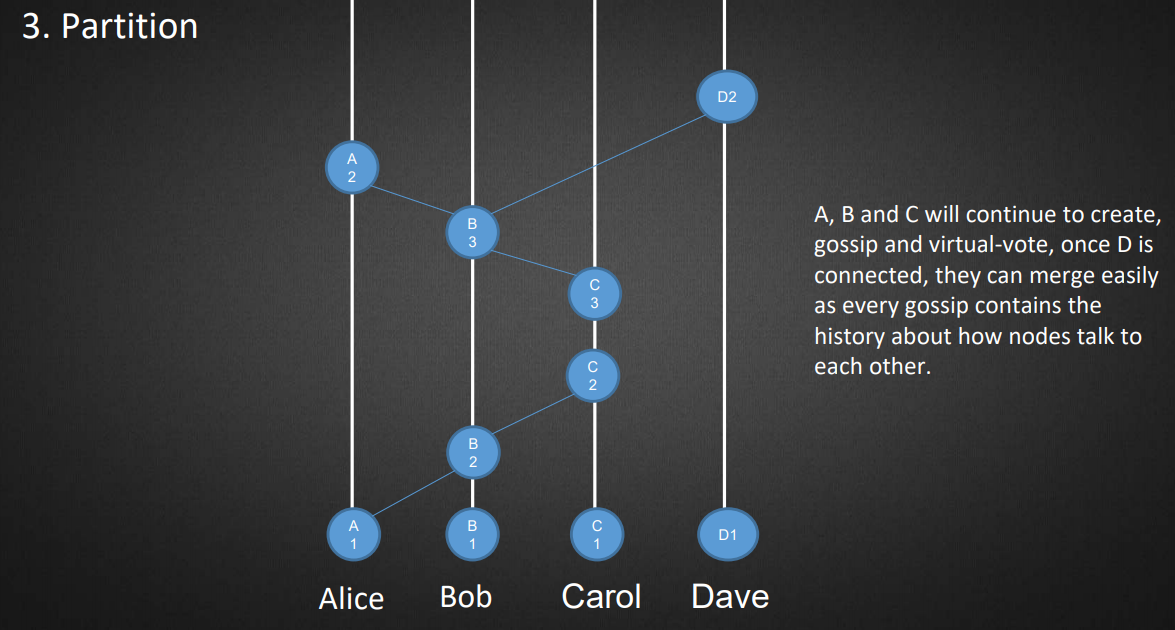 3. Partition
D2
A
2
B
3
C
3
C
2
B
2
A
1
B
1
C
1
D1
Alice
Bob
Carol
Dave
A, B and C will continue to create,
gossip and virtual-vote, once D is
connected, they can merge easily
as every gossip contains the
history about how nodes talk to
each other.